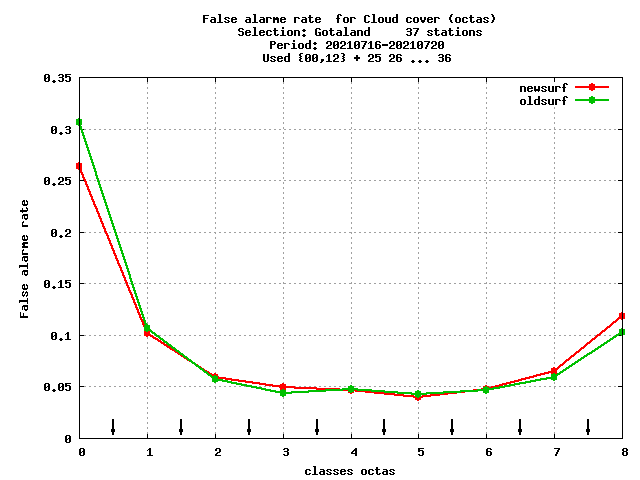 False alarme rate  for Cloud cover (octas)
Selection: Gotaland     37 stations
Period: 20210716-20210720
Used {00,12} + 25 26 ... 36
newsurf
oldsurf
0.35
0.3
0.25
0.2
0.15
0.1
0.05
0
False alarme rate
0 1 2 3 4 5 6 7 8
classes octas